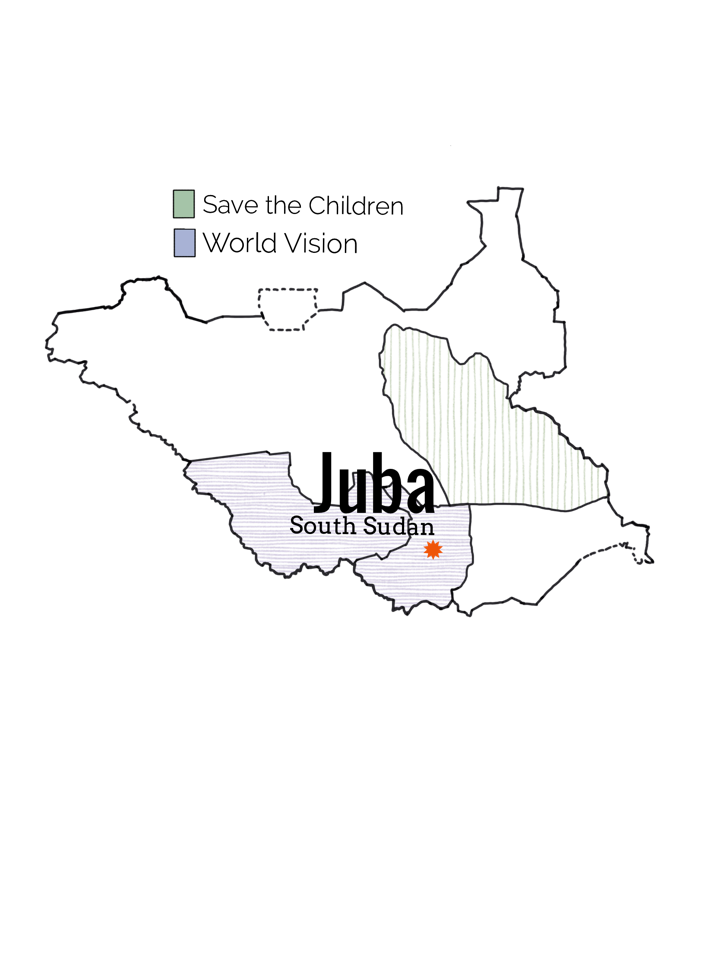 Save the Children
World Vision
Juba
South Sudan